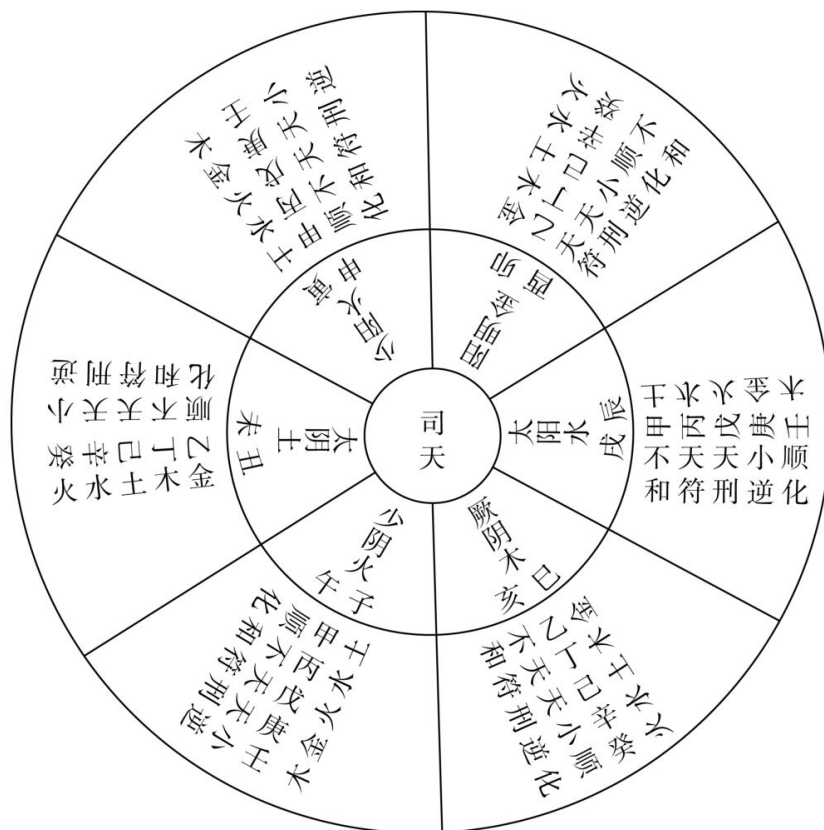 司
天
少阴火
子午
土水火金木
甲丙戊庚壬
顺不天天小
化和符刑逆
太阴土
丑未
金木土水火
乙丁己辛癸
顺不天天小
化和符刑逆
少阳火
寅申
土水火金木
甲丙戊庚壬
顺不天天小
化和符刑逆
阳明金
卯酉
金木土水火
乙丁己辛癸
天天小顺不
符刑逆化和
太阳水
辰戌
土水火金木
甲丙戊庚壬
不天天小顺
和符刑逆化
厥阴木
巳亥
金木土水火
乙丁己辛癸
不天天小顺
和符刑逆化